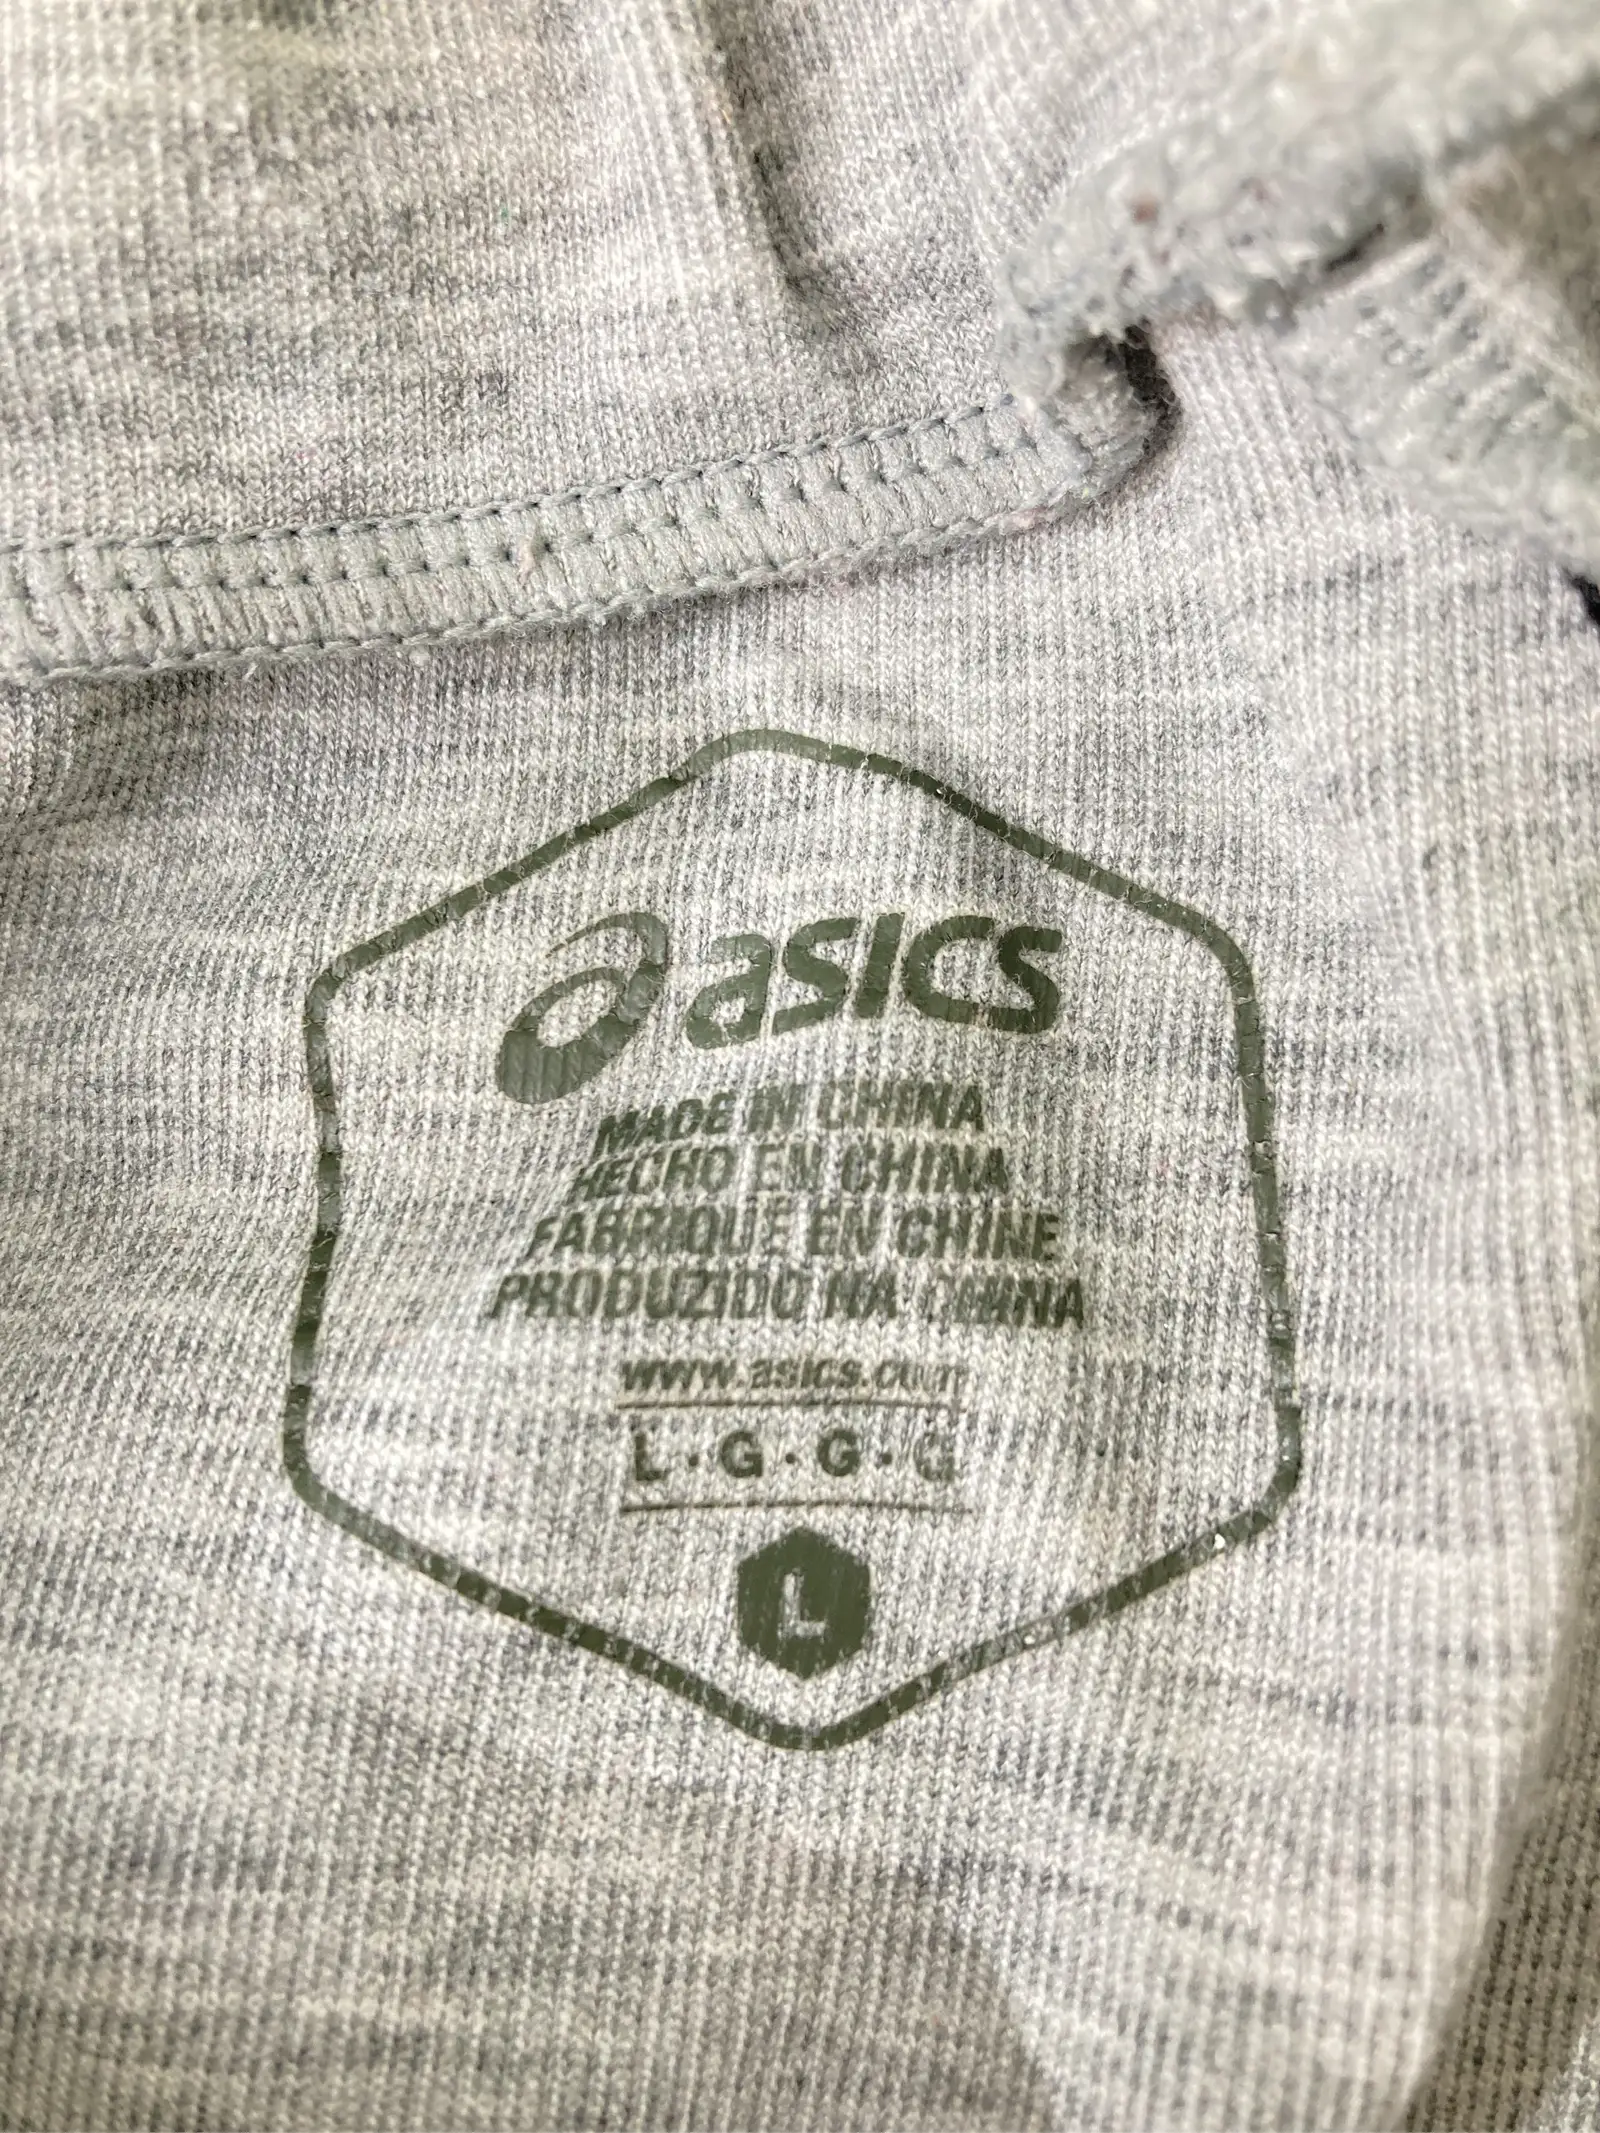 asics
MADE IN CHINA
HECHO EN CHINA
FABRIQUE EN CHINE
PRODUZIDO NA CHINA
www.asics.com
L · G · G · G
L